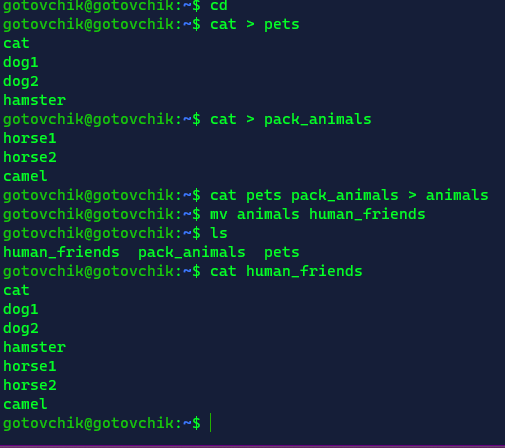 gotovchik@gotovchik:~$ cd
gotovchik@gotovchik:~$ cat > pets
cat
dog1
dog2
hamster
gotovchik@gotovchik:~$ cat > pack_animals
horse1
horse2
camel
gotovchik@gotovchik:~$ cat pets pack_animals > animals
gotovchik@gotovchik:~$ mv animals human_friends
gotovchik@gotovchik:~$ ls
human_friends  pack_animals  pets
gotovchik@gotovchik:~$ cat human_friends
cat
dog1
dog2
hamster
horse1
horse2
camel
gotovchik@gotovchik:~$